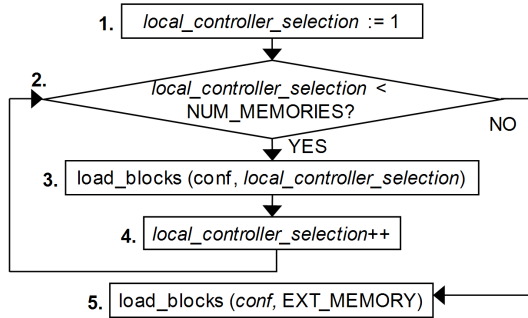 1. local_controller_selection := 1
2. local_controller_selection <
NUM_MEMORIES?
NO
YES
3. load_blocks (conf, local_controller_selection)
4. local_controller_selection++
5. load_blocks (conf, EXT_MEMORY)